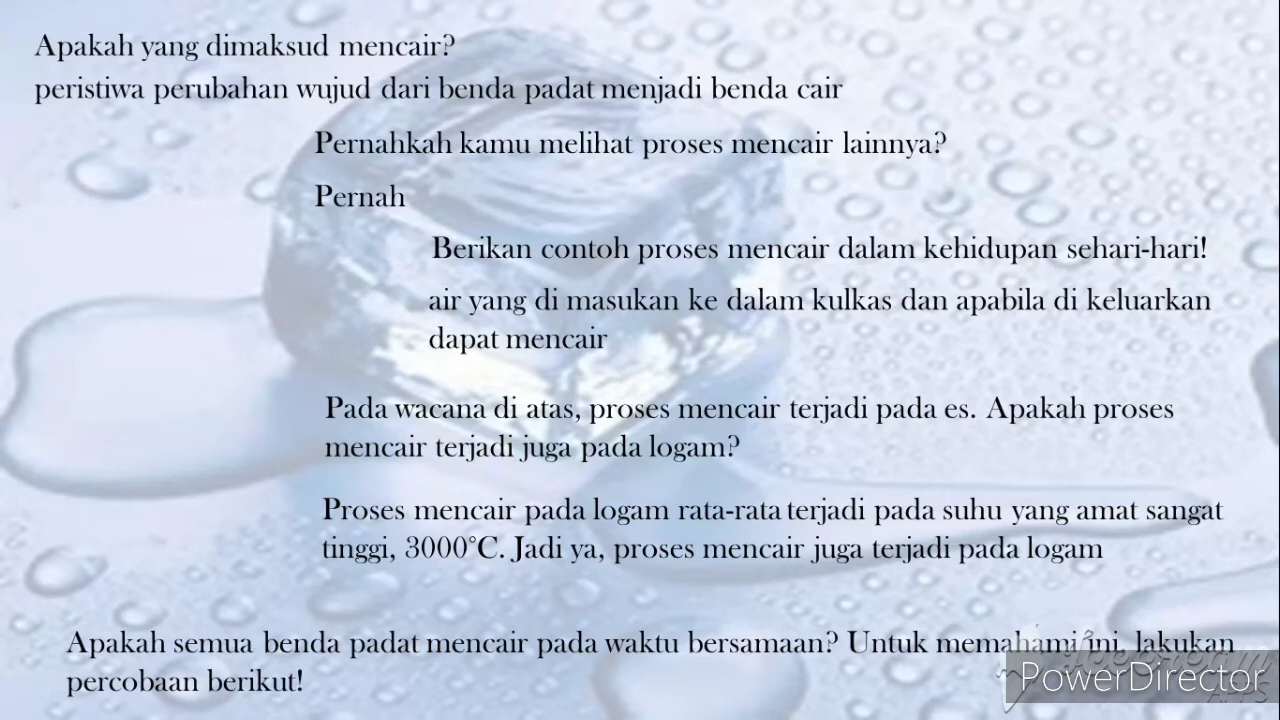 Apakah yang dimaksud mencair?
peristiwa perubahan wujud dari benda padat menjadi benda cair
Pernahkah kamu melihat proses mencair lainnya?
Pernah
Berikan contoh proses mencair dalam kehidupan sehari-hari!
air yang di masukan ke dalam kulkas dan apabila di keluarkan
dapat mencair
Pada wacana di atas, proses mencair terjadi pada es. Apakah proses
mencair terjadi juga pada logam?
Proses mencair pada logam rata-rata terjadi pada suhu yang amat sangat
tinggi, 3000°C. Jadi ya, proses mencair juga terjadi pada logam
Apakah semua benda padat mencair pada waktu bersamaan? Untuk memahami ini, lakukan
percobaan berikut!
PowerDirector